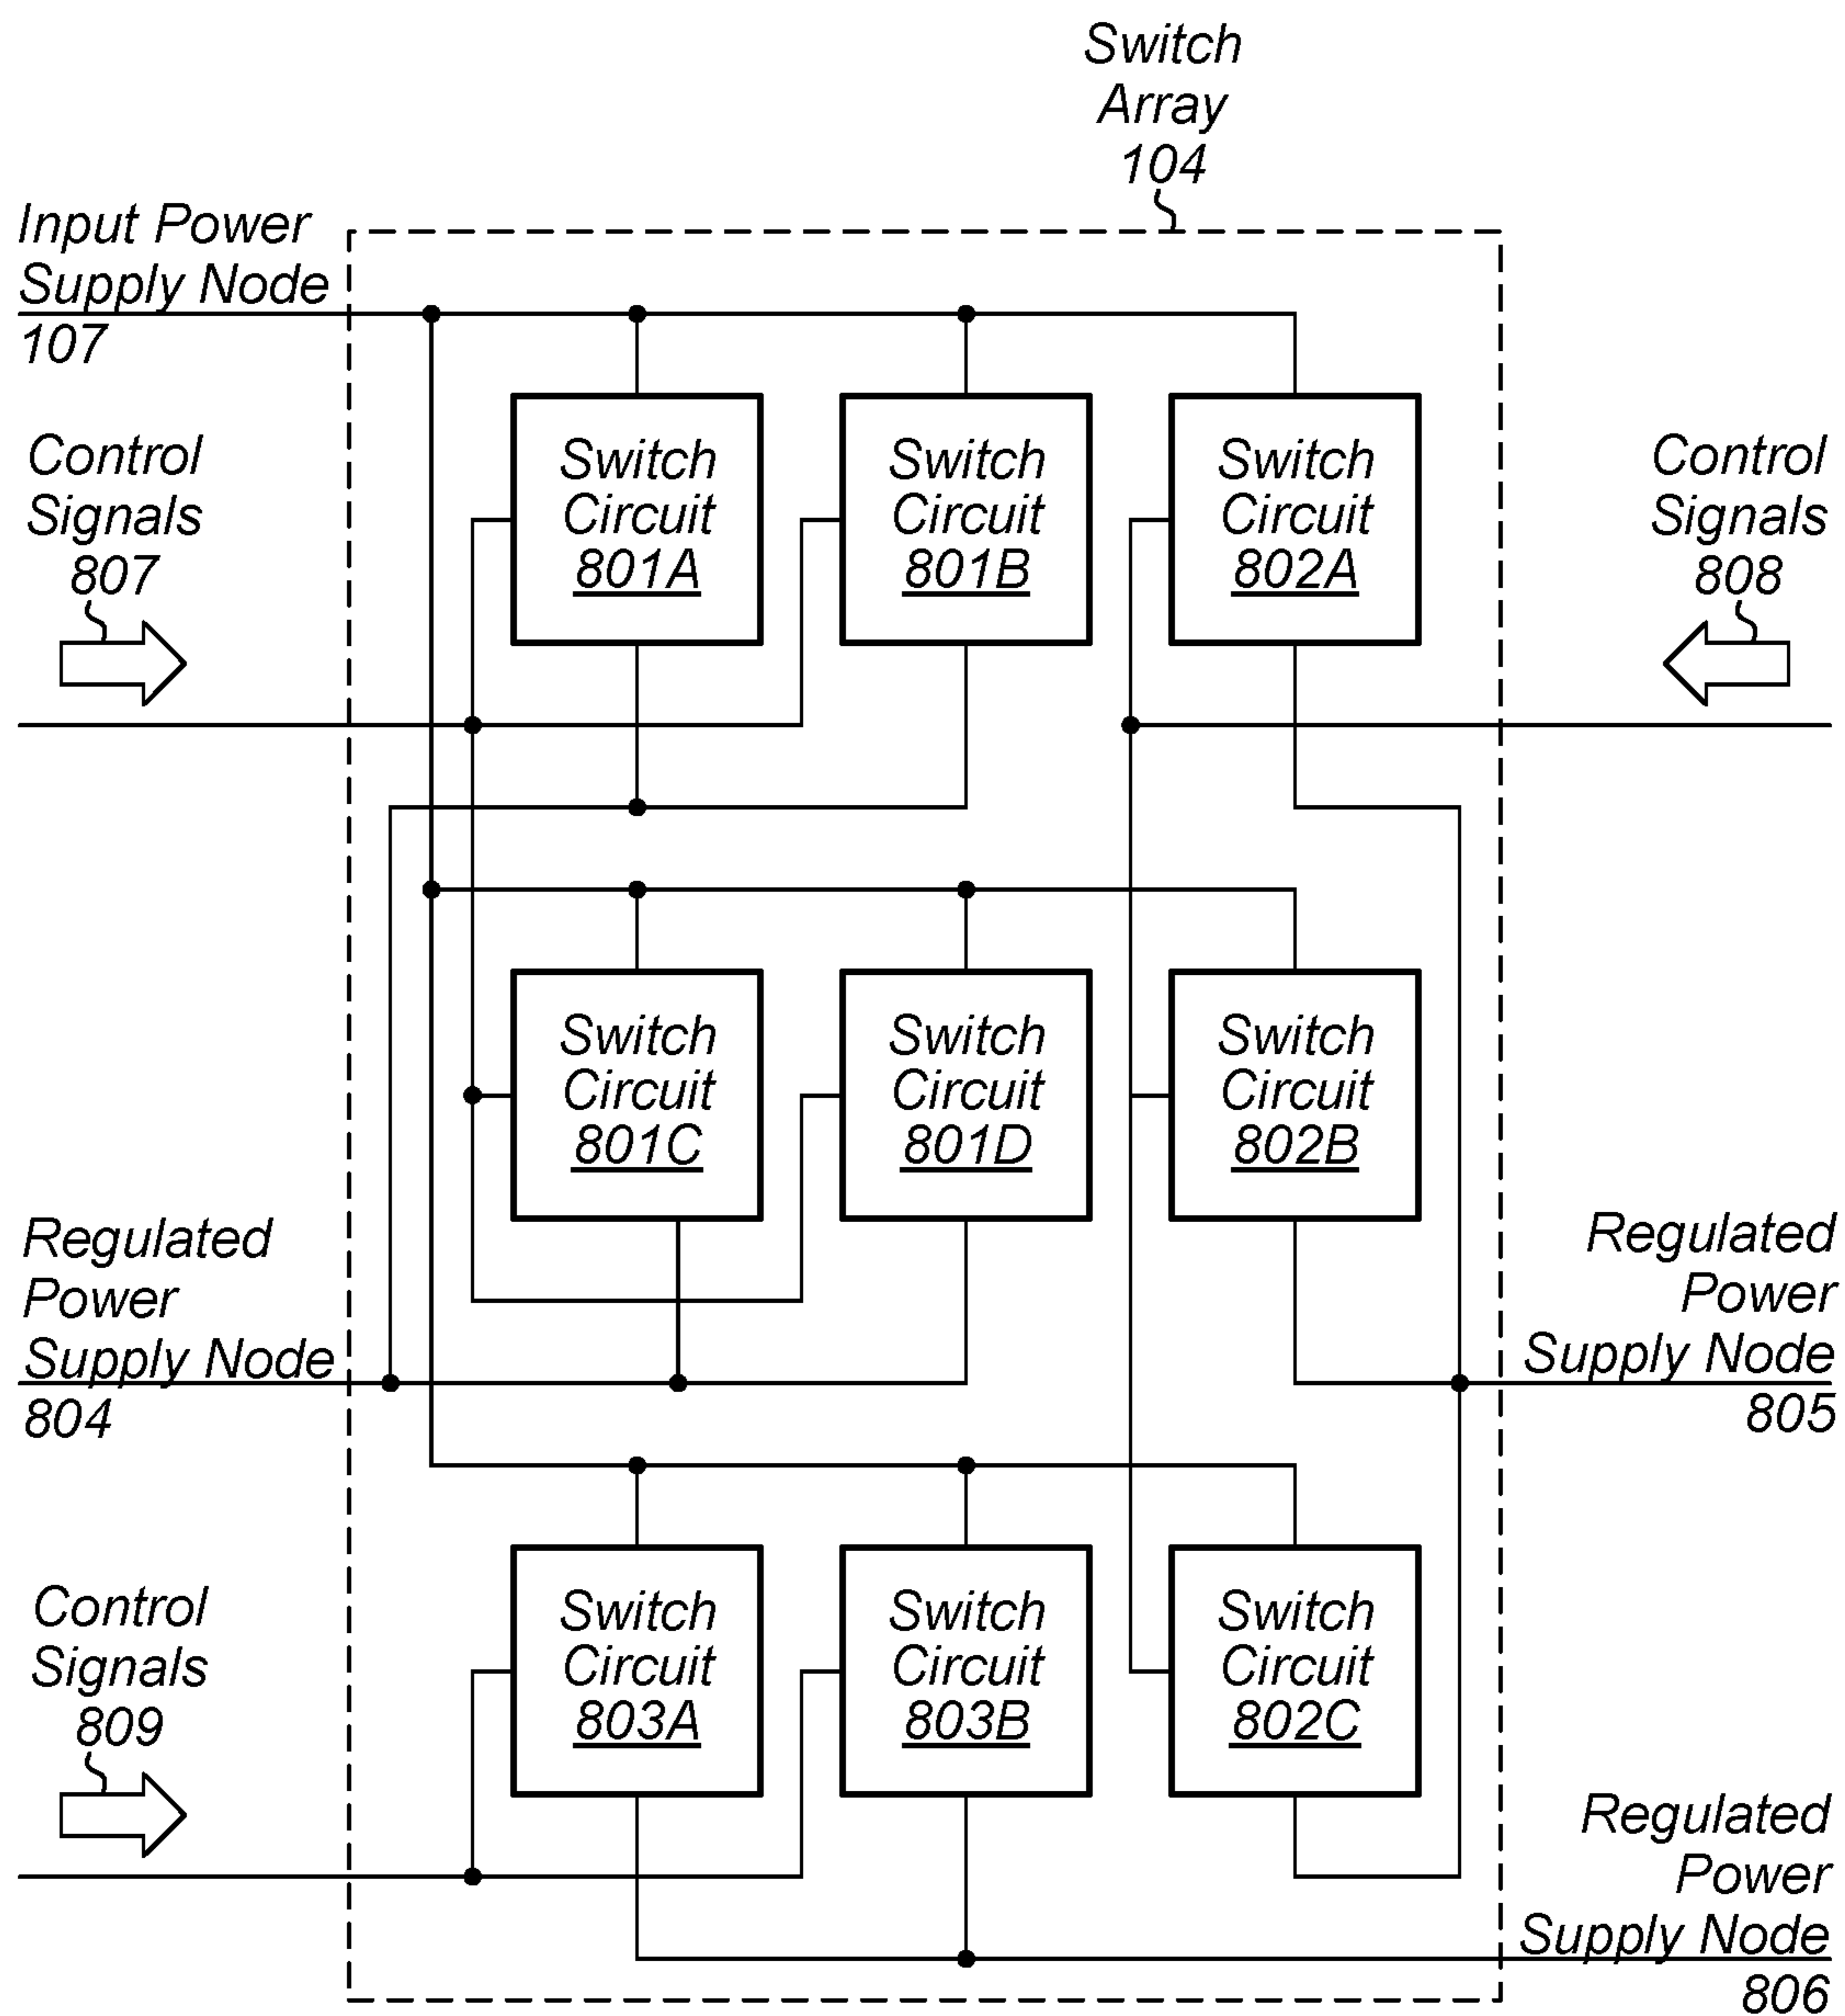 Switch
Array
104
Input Power
Supply Node
107
Control
Signals
807
Switch
Circuit
801A
Switch
Circuit
801B
Switch
Circuit
802A
Control
Signals
808
Switch
Circuit
801C
Switch
Circuit
801D
Switch
Circuit
802B
Regulated
Power
Supply Node
804
Regulated
Power
Supply Node
805
Control
Signals
809
Switch
Circuit
803A
Switch
Circuit
803B
Switch
Circuit
802C
Regulated
Power
Supply Node
806